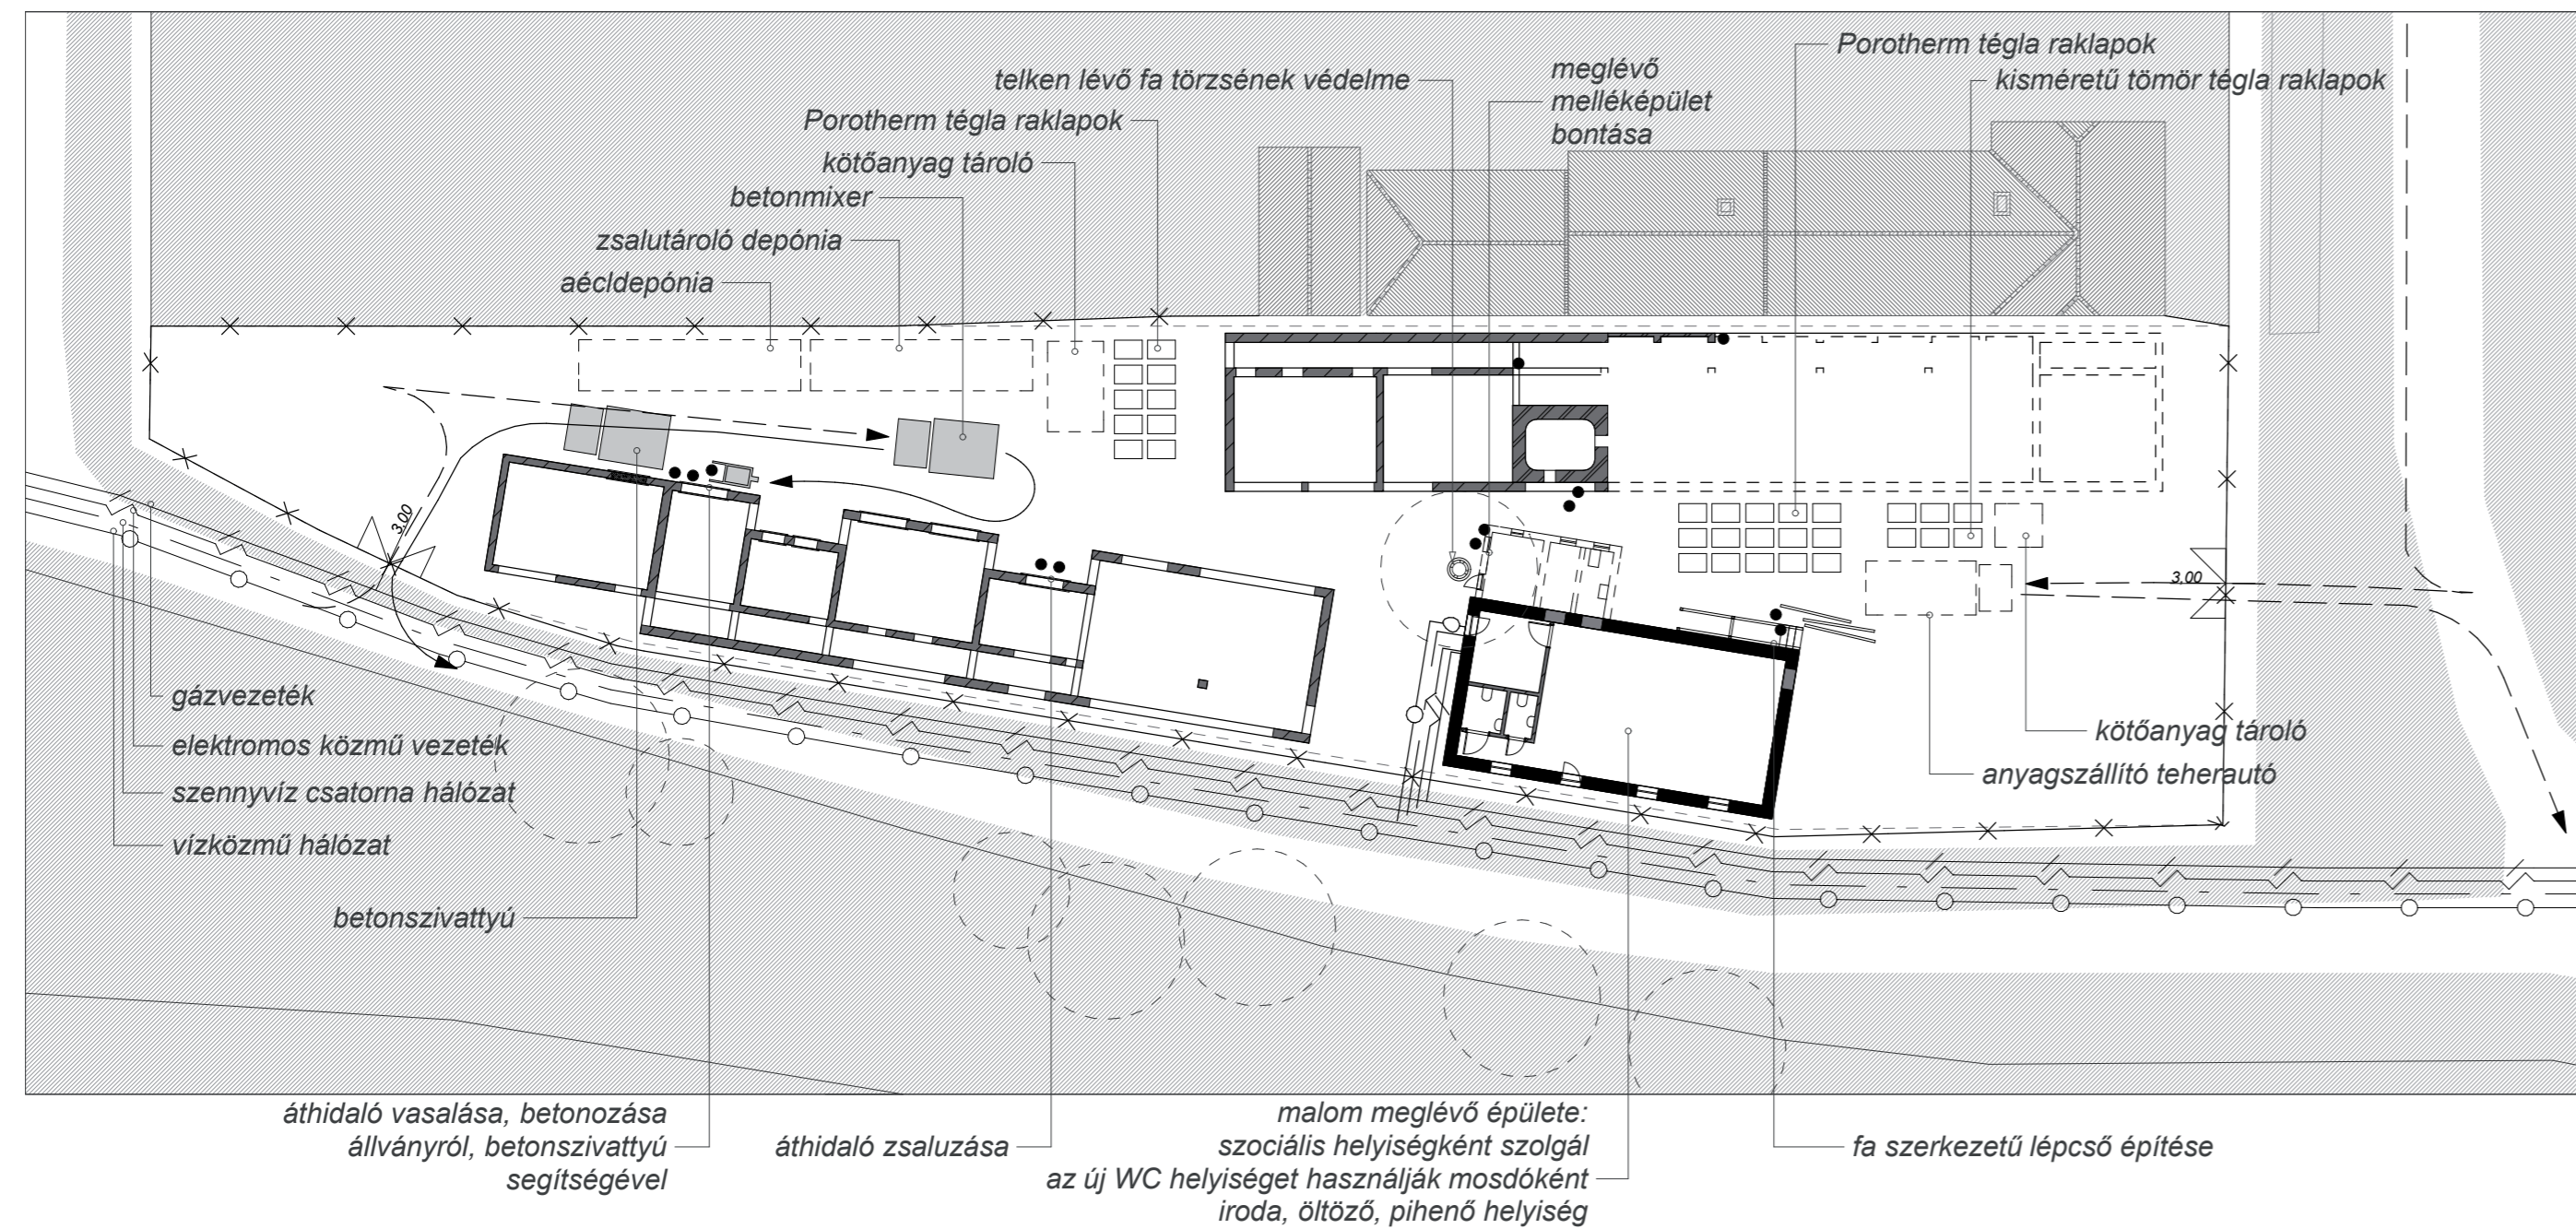 Porotherm tégla raklapok
telken lévő fa törzsének védelme
meglévő
melléképület
bontása
kisméretű tömör tégla raklapok
Porotherm tégla raklapok
kötőanyag tároló
betonmixer
zsalutároló depónia
aécldepónia
3,00
3,00
gázvezeték
elektromos közmű vezeték
szennyvíz csatorna hálózat
vízközmű hálózat
kötőanyag tároló
anyagszállító teherautó
betonszivattyú
áthidaló vasalása, betonozása
állványról, betonszivattyú
segítségével
áthidaló zsaluzása
malom meglévő épülete:
szociális helyiségként szolgál
az új WC helyiséget használják mosdóként
iroda, öltöző, pihenő helyiség
fa szerkezetű lépcső építése